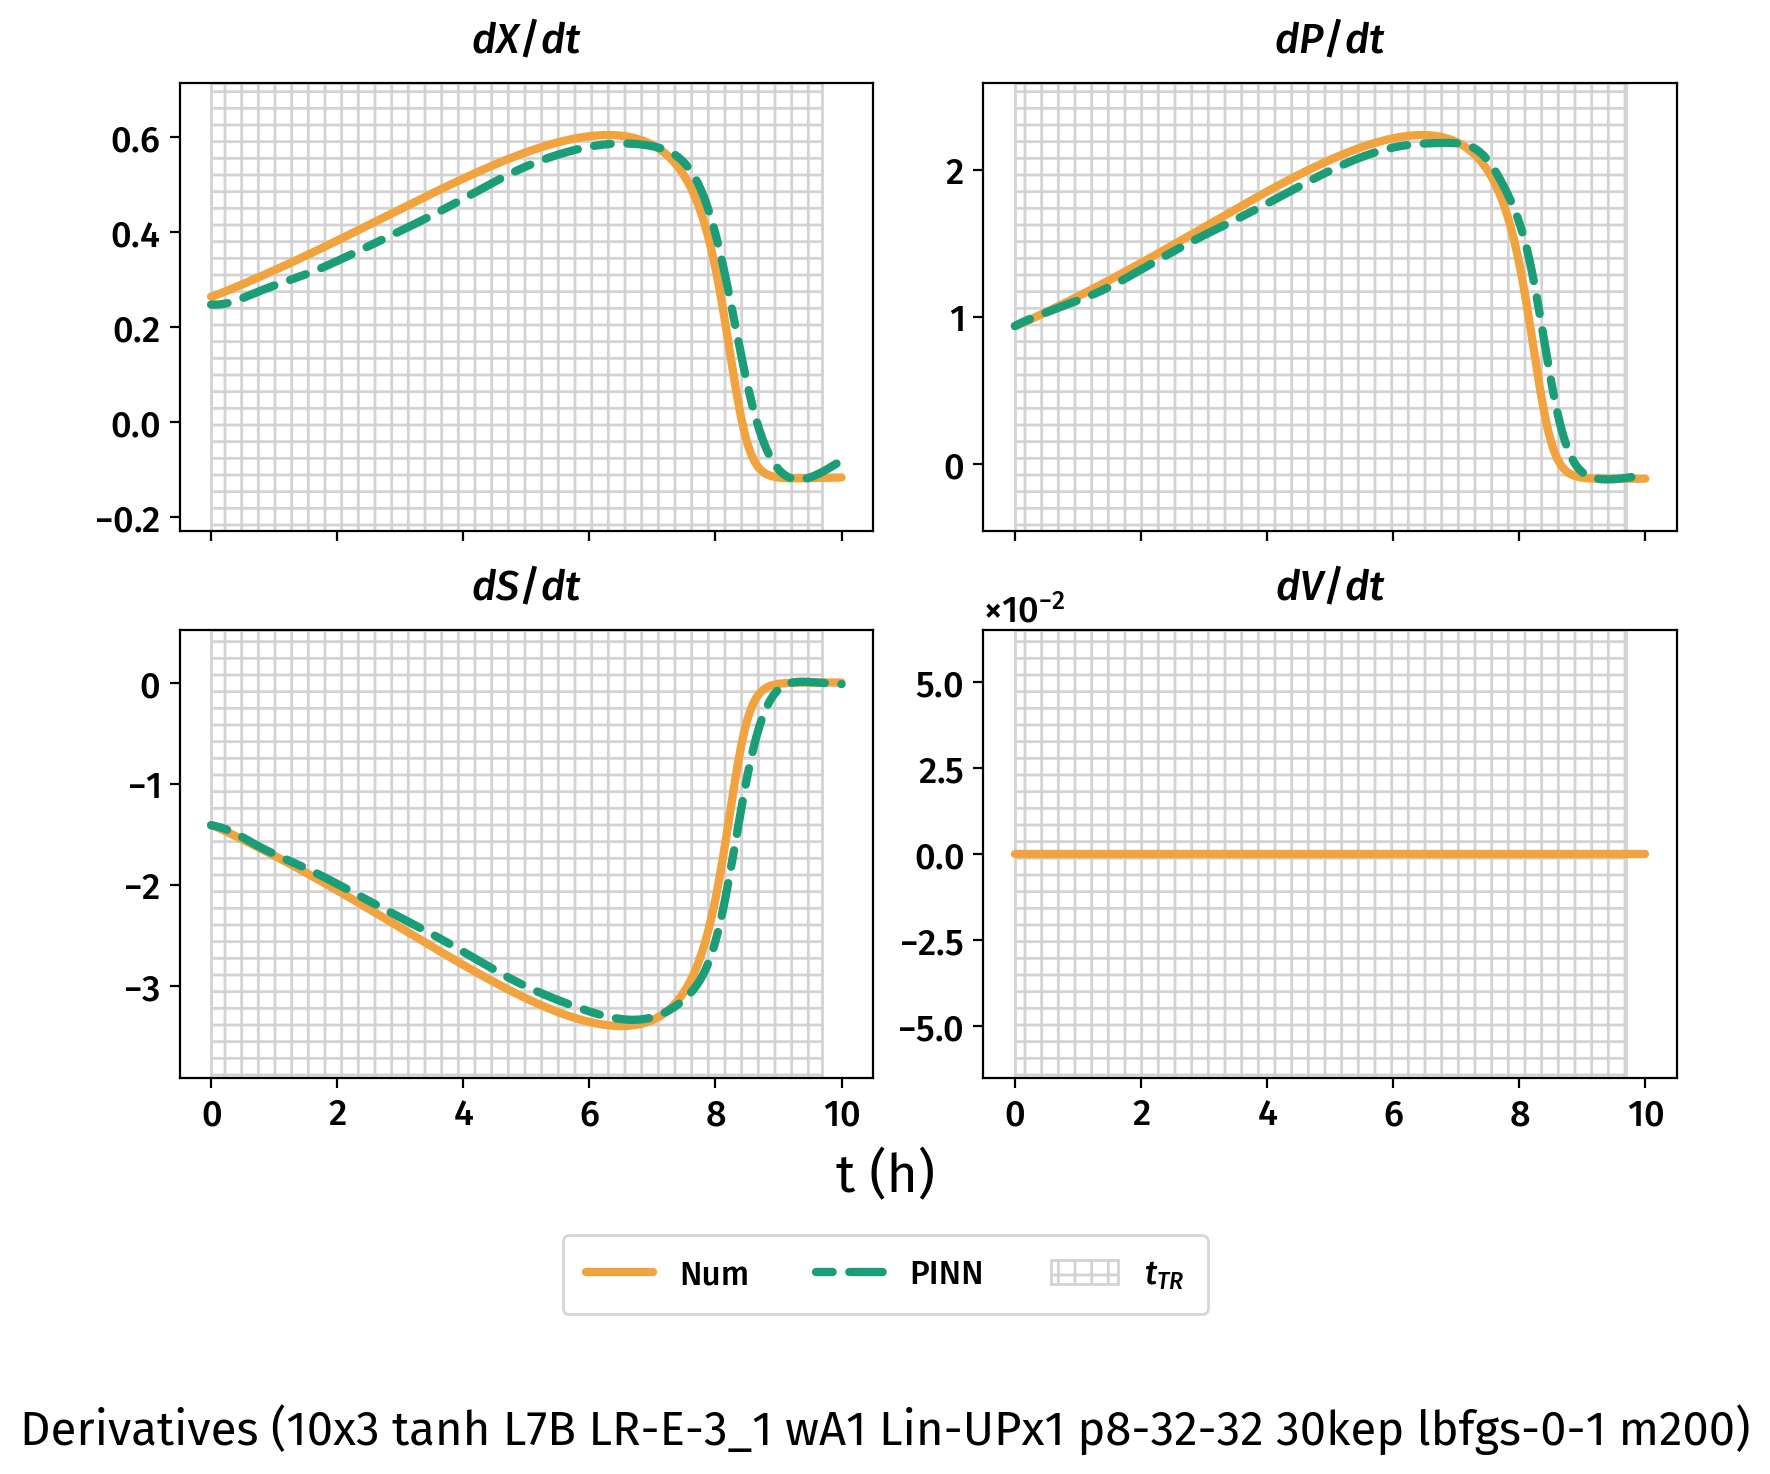 dX/dt
dP/dt
0.6
0.4
0.2
0.0
−0.2
2
1
0
dS/dt
dV/dt
×10⁻²
0
−1
−2
−3
5.0
2.5
0.0
−2.5
−5.0
0 2 4 6 8 10
0 2 4 6 8 10
t (h)
Num PINN t_TR
Derivatives (10x3 tanh L7B LR-E-3_1 wA1 Lin-UPx1 p8-32-32 30kep lbfgs-0-1 m200)